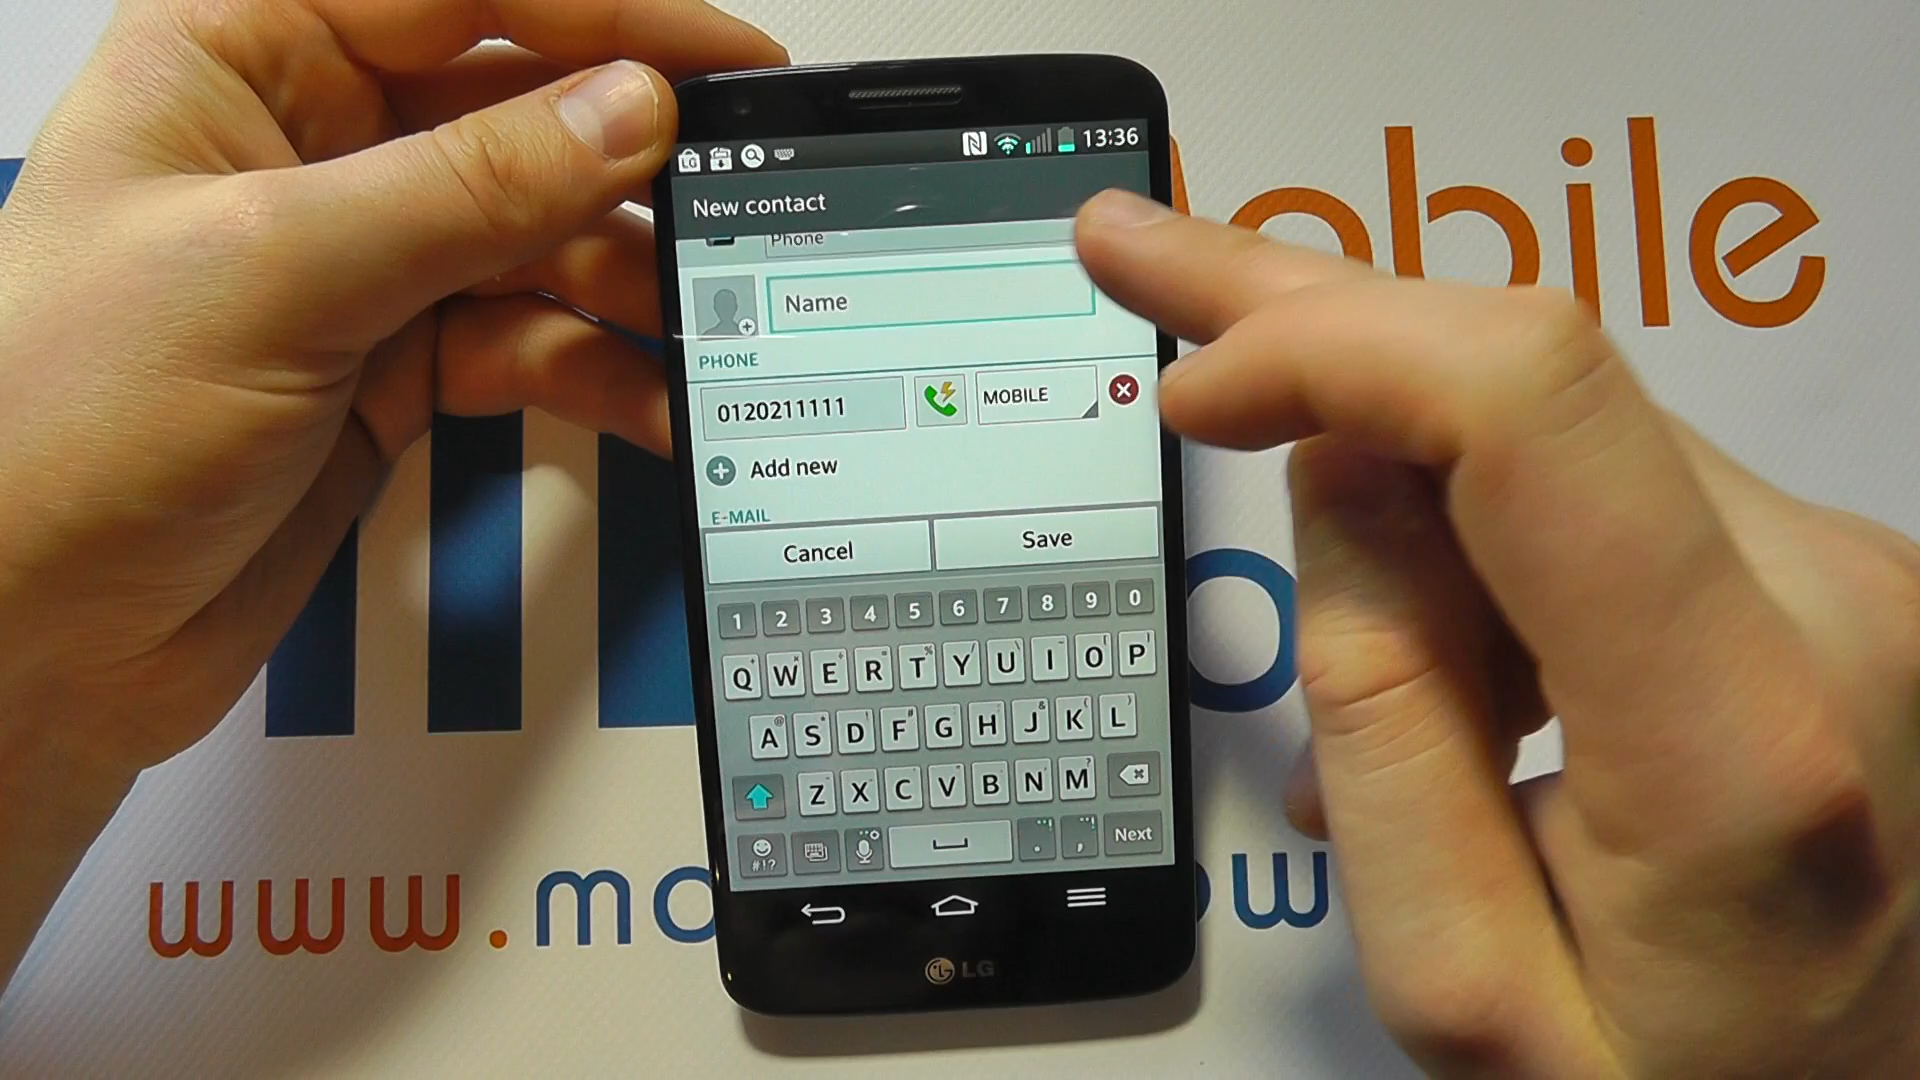 13:36
New contact
Phone
Name
PHONE
0120211111
MOBILE
Add new
E-MAIL
Cancel
Save
1 2 3 4 5 6 7 8 9 0
Q W E R T Y U I O P
A S D F G H J K L
Z X C V B N M
#!? . , Next
LG
obile
www.mo
ow